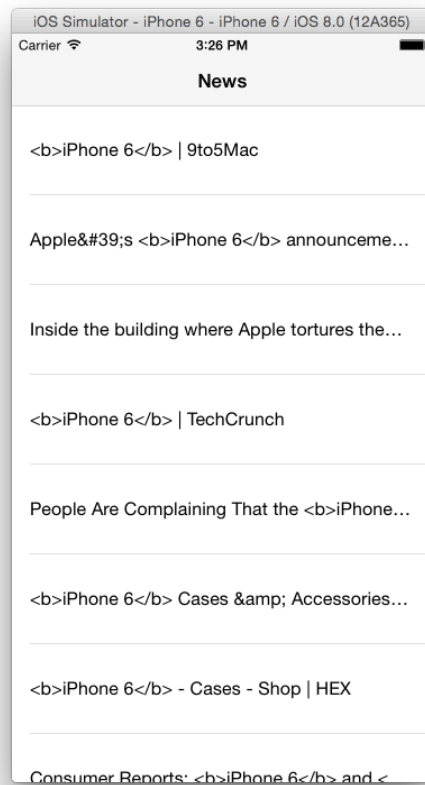 iOS Simulator - iPhone 6 - iPhone 6 / iOS 8.0 (12A365)
Carrier 3:26 PM
News
<b>iPhone 6</b> | 9to5Mac
Apple&#39;s <b>iPhone 6</b> announceme…
Inside the building where Apple tortures the…
<b>iPhone 6</b> | TechCrunch
People Are Complaining That the <b>iPhone…
<b>iPhone 6</b> Cases &amp; Accessories…
<b>iPhone 6</b> - Cases - Shop | HEX
Consumer Reports: <b>iPhone 6</b> and <